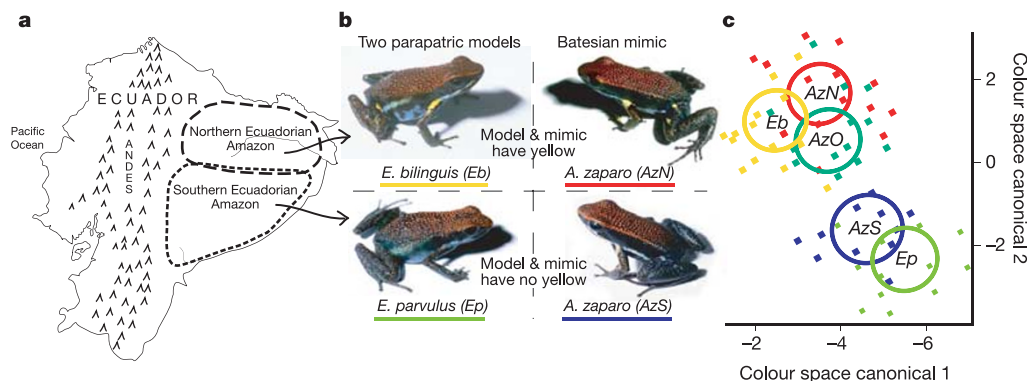 a
ECUADOR
Pacific
Ocean
ANDES
Northern Ecuadorian
Amazon
Southern Ecuadorian
Amazon
b
Two parapatric models
Batesian mimic
Model & mimic
have yellow
E. bilinguis (Eb)
A. zaparo (AzN)
Model & mimic
have no yellow
E. parvulus (Ep)
A. zaparo (AzS)
c
AzN
Eb
AzO
AzS
Ep
2
0
−2
Colour space canonical 2
−2
−4
−6
Colour space canonical 1